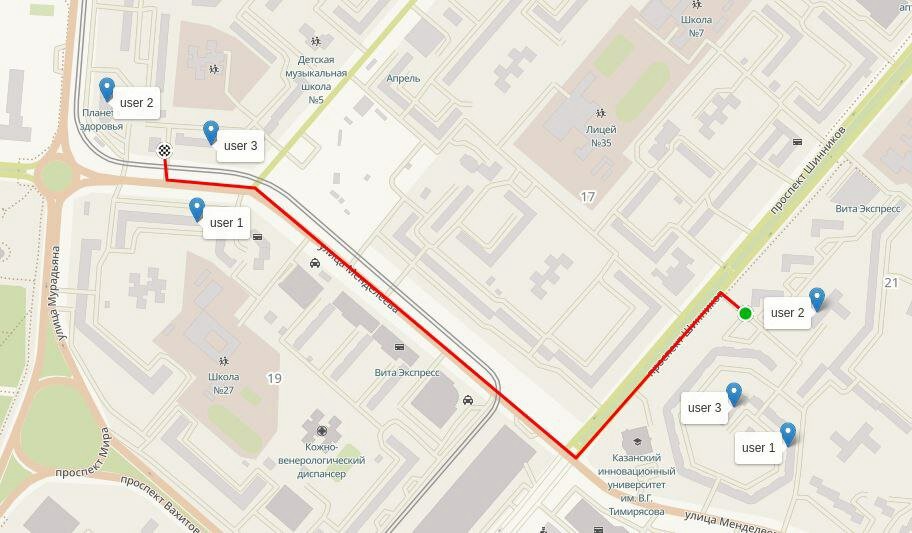 Школа
№7
Детская
музыкальная
школа
№5
Апрель
user 2
здоровья
user 3
Лицей
№35
проспект Шинников
17
Вита Экспресс
user 1
улица Мурадьяна
улица Менделеева
21
user 2
проспект Шинников
Школа
№27
19
Вита Экспресс
user 3
user 1
Кожно-
венерологический
диспансер
Казанский
инновационный
университет
им. В.Г.
Тимирясова
проспект Мира
проспект Вахитов
улица Менделе